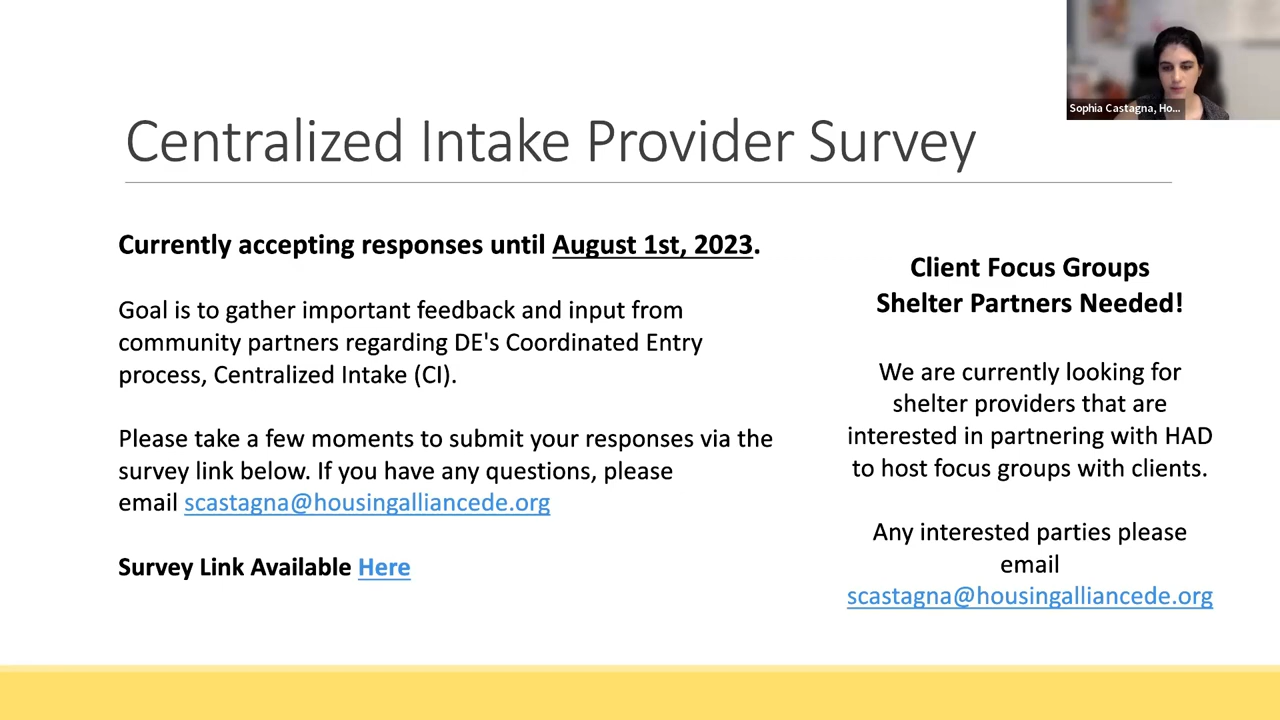 Sophia Castagna, Ho...
Centralized Intake Provider Survey
Currently accepting responses until August 1st, 2023.
Goal is to gather important feedback and input from
community partners regarding DE's Coordinated Entry
process, Centralized Intake (CI).
Please take a few moments to submit your responses via the
survey link below. If you have any questions, please
email scastagna@housingalliancede.org
Survey Link Available Here
Client Focus Groups
Shelter Partners Needed!
We are currently looking for
shelter providers that are
interested in partnering with HAD
to host focus groups with clients.
Any interested parties please
email
scastagna@housingalliancede.org